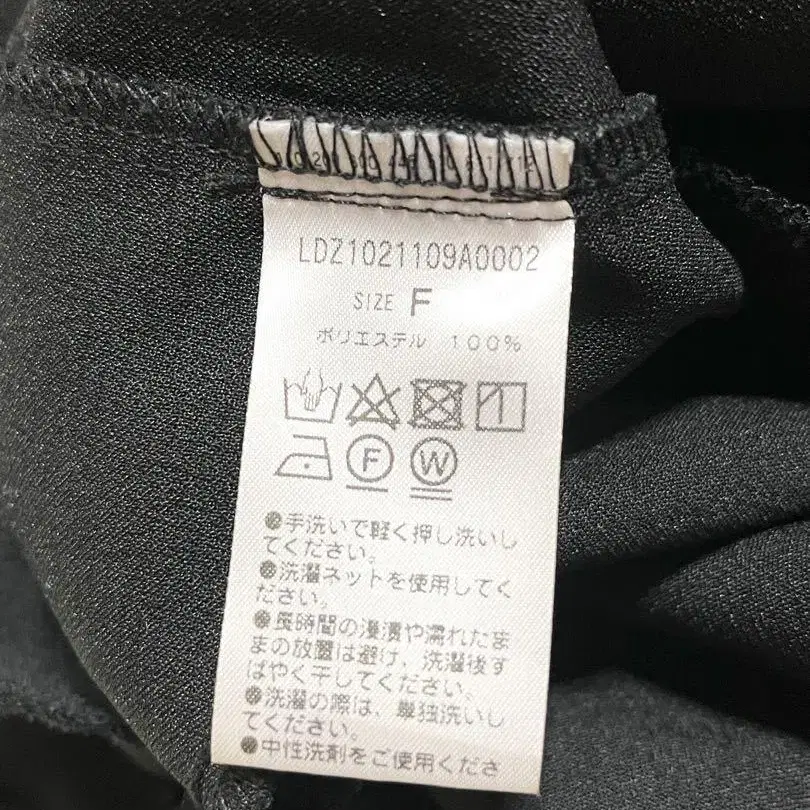 LDZ1021109A0002
SIZE F
ポリエステル 100%
F W
●手洗いで軽く押し洗いし
てください。
●洗濯ネットを使用してく
ださい。
●長時間の浸漬や濡れたま
まの放置は避け、洗濯後す
ばやく干してください。
●洗濯の際は、単独洗いし
てください。
●中性洗剤をご使用くださ